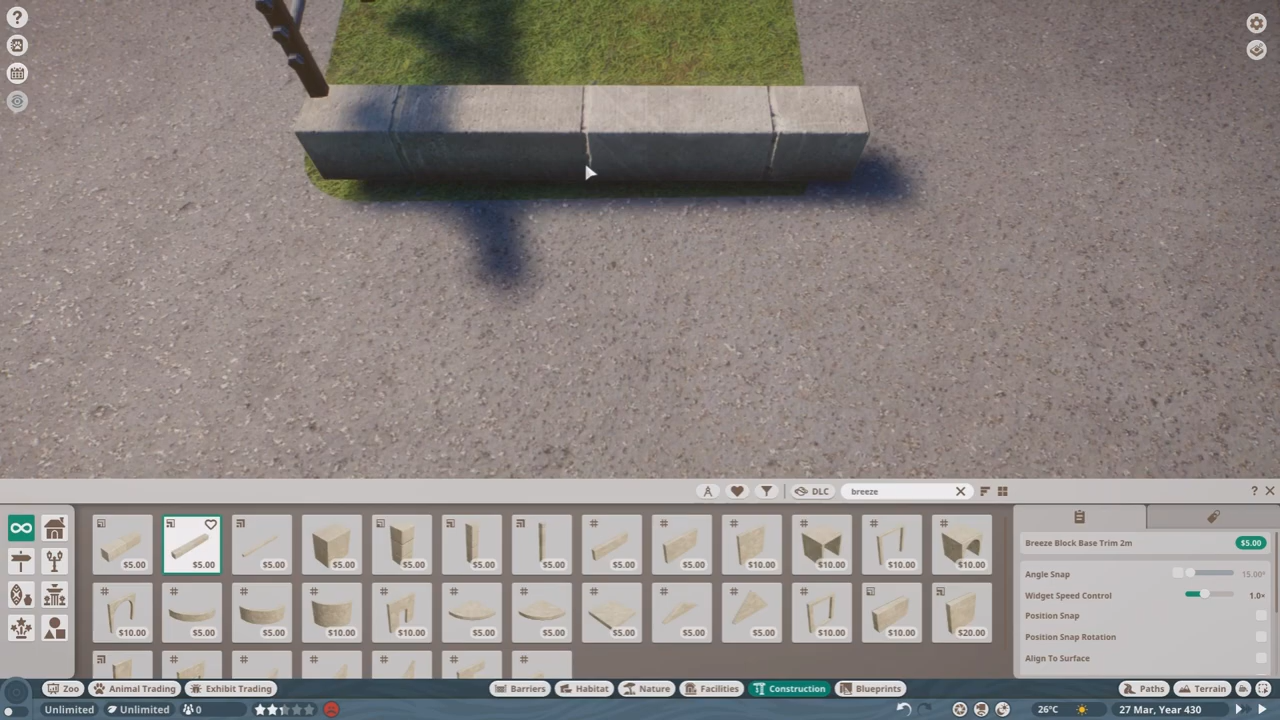 ?
DLC
breeze
?
$5.00 $5.00 $5.00 $5.00 $5.00 $5.00 $5.00 $5.00 $5.00 $10.00 $10.00 $10.00 $10.00
$10.00 $5.00 $5.00 $10.00 $10.00 $5.00 $5.00 $5.00 $5.00 $5.00 $10.00 $10.00 $20.00
Breeze Block Base Trim 2m $5.00
Angle Snap 15.00°
Widget Speed Control 1.0×
Position Snap
Position Snap Rotation
Align To Surface
Zoo Animal Trading Exhibit Trading Barriers Habitat Nature Facilities Construction Blueprints Paths Terrain
Unlimited Unlimited 0 26°C 27 Mar, Year 430